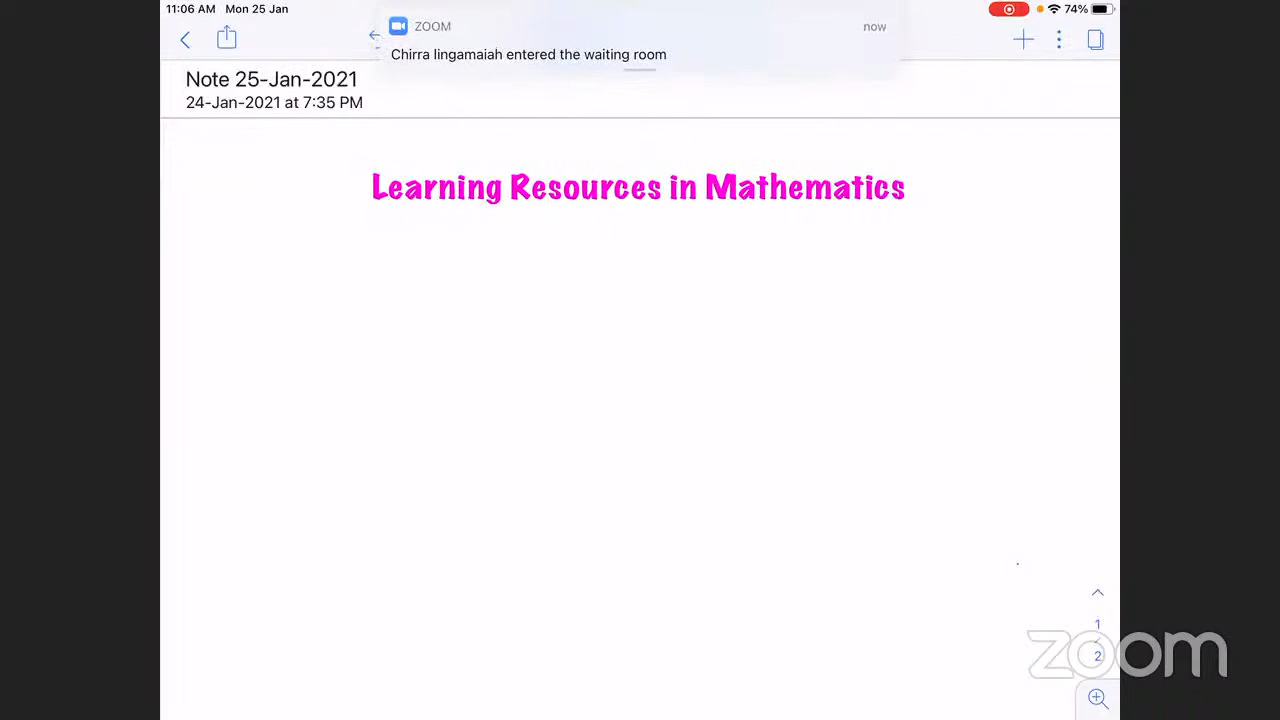 11:06 AM Mon 25 Jan
74%
ZOOM
now
Chirra lingamaiah entered the waiting room
Note 25-Jan-2021
24-Jan-2021 at 7:35 PM
Learning Resources in Mathematics
1
2
zoom